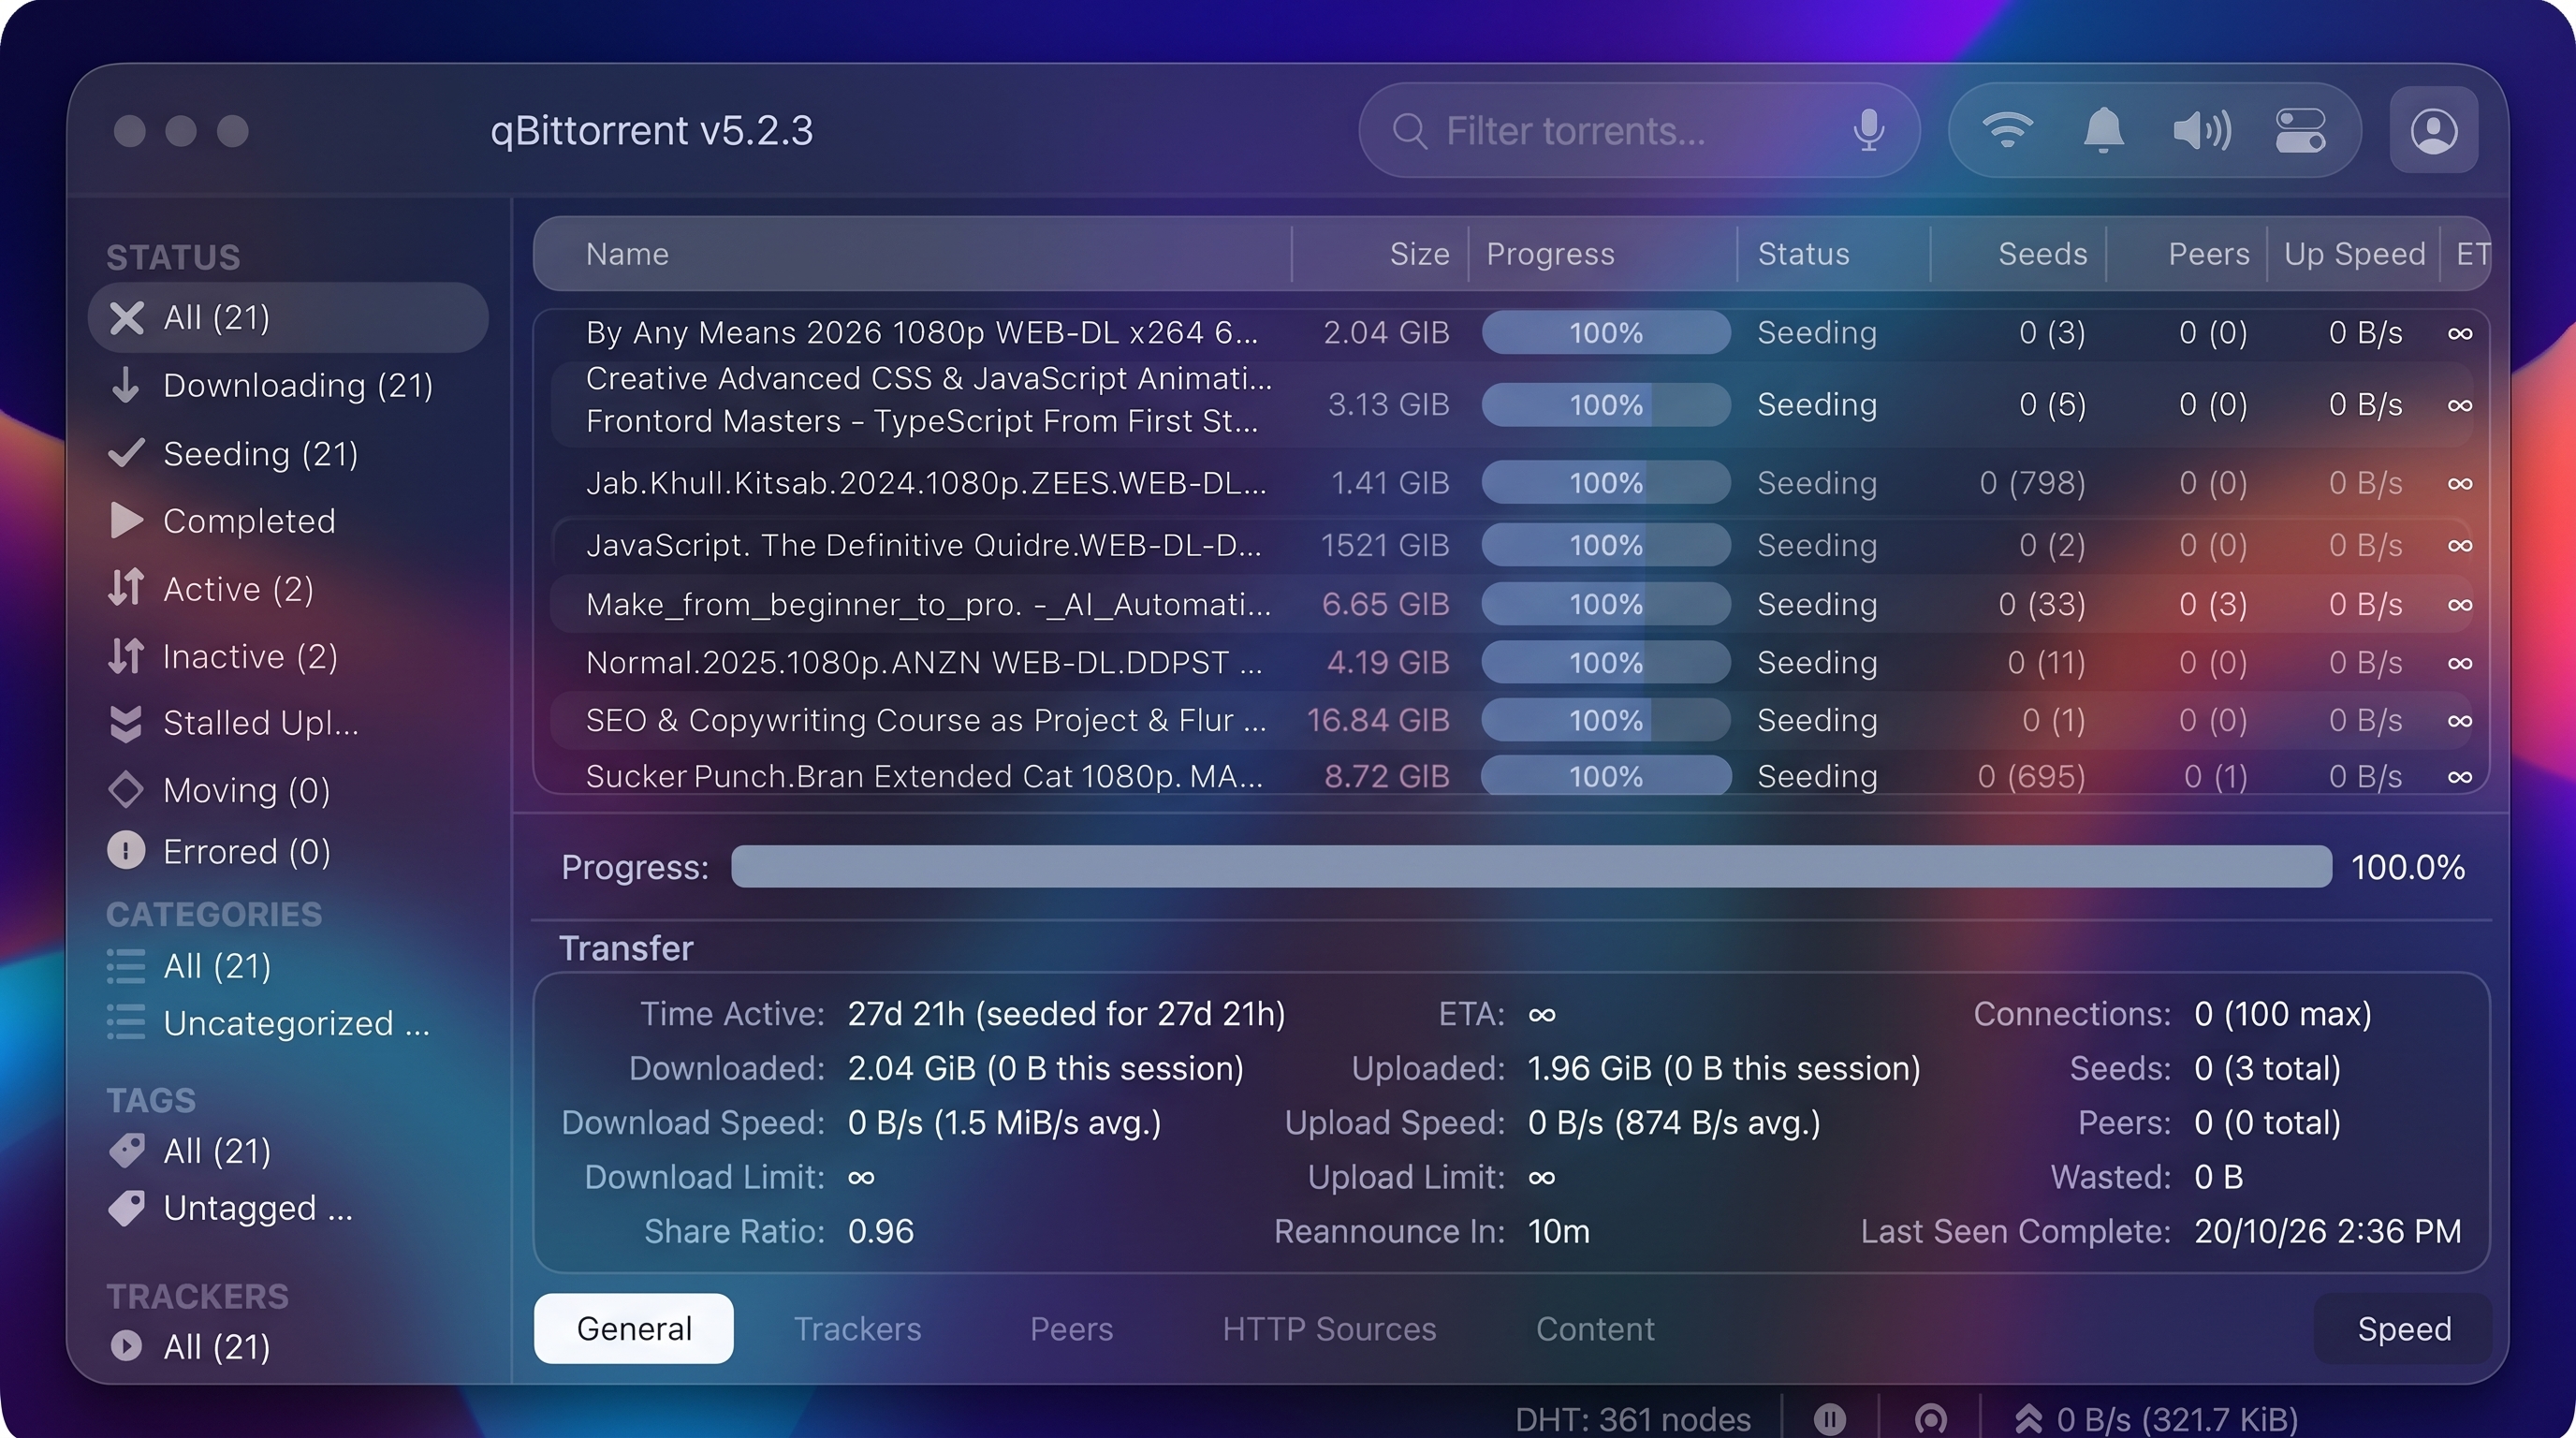 qBittorrent v5.2.3
Filter torrents...
STATUS
All (21)
Downloading (21)
Seeding (21)
Completed
Active (2)
Inactive (2)
Stalled Upl...
Moving (0)
Errored (0)
CATEGORIES
All (21)
Uncategorized ...
TAGS
All (21)
Untagged ...
TRACKERS
All (21)
Name Size Progress Status Seeds Peers Up Speed ET
By Any Means 2026 1080p WEB-DL x264 6... 2.04 GIB 100% Seeding 0 (3) 0 (0) 0 B/s ∞
Creative Advanced CSS & JavaScript Animati...
Frontord Masters - TypeScript From First St... 3.13 GIB 100% Seeding 0 (5) 0 (0) 0 B/s ∞
Jab.Khull.Kitsab.2024.1080p.ZEES.WEB-DL... 1.41 GIB 100% Seeding 0 (798) 0 (0) 0 B/s ∞
JavaScript. The Definitive Quidre.WEB-DL-D... 1521 GIB 100% Seeding 0 (2) 0 (0) 0 B/s ∞
Make_from_beginner_to_pro. -_AI_Automati... 6.65 GIB 100% Seeding 0 (33) 0 (3) 0 B/s ∞
Normal.2025.1080p.ANZN WEB-DL.DDPST ... 4.19 GIB 100% Seeding 0 (11) 0 (0) 0 B/s ∞
SEO & Copywriting Course as Project & Flur ... 16.84 GIB 100% Seeding 0 (1) 0 (0) 0 B/s ∞
Sucker Punch.Bran Extended Cat 1080p. MA... 8.72 GIB 100% Seeding 0 (695) 0 (1) 0 B/s ∞
Progress: 100.0%
Transfer
Time Active: 27d 21h (seeded for 27d 21h) ETA: ∞ Connections: 0 (100 max)
Downloaded: 2.04 GiB (0 B this session) Uploaded: 1.96 GiB (0 B this session) Seeds: 0 (3 total)
Download Speed: 0 B/s (1.5 MiB/s avg.) Upload Speed: 0 B/s (874 B/s avg.) Peers: 0 (0 total)
Download Limit: ∞ Upload Limit: ∞ Wasted: 0 B
Share Ratio: 0.96 Reannounce In: 10m Last Seen Complete: 20/10/26 2:36 PM
General Trackers Peers HTTP Sources Content Speed
DHT: 361 nodes 0 B/s (321.7 KiB)